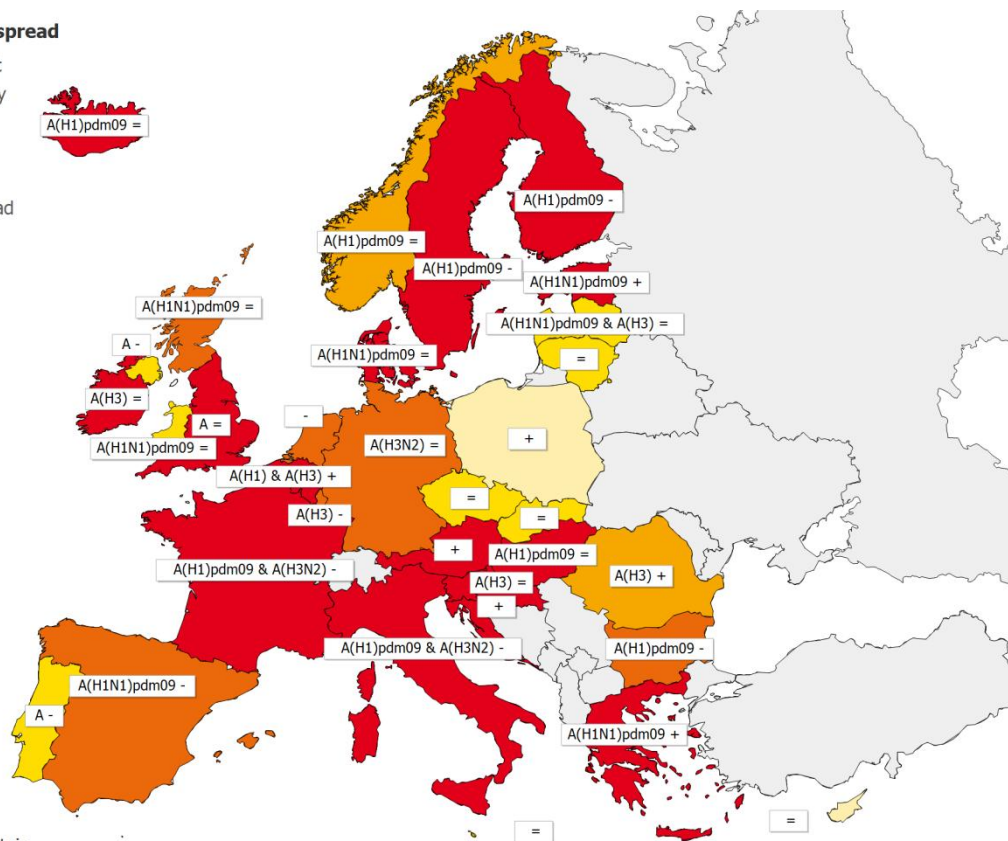 spread
A(H1)pdm09 =
A(H1)pdm09 -
A(H1)pdm09 =
A(H1)pdm09 -
A(H1N1)pdm09 +
A(H1N1)pdm09 =
A(H1N1)pdm09 & A(H3) =
A -
A(H1N1)pdm09 =
=
A(H3) =
-
A =
A(H3N2) =
+
A(H1N1)pdm09 =
A(H1) & A(H3) +
=
A(H3) -
=
+
A(H1)pdm09 =
A(H1)pdm09 & A(H3N2) -
A(H3) =
A(H3) +
+
A(H1)pdm09 & A(H3N2) -
A(H1)pdm09 -
A(H1N1)pdm09 -
A -
A(H1N1)pdm09 +
=
=